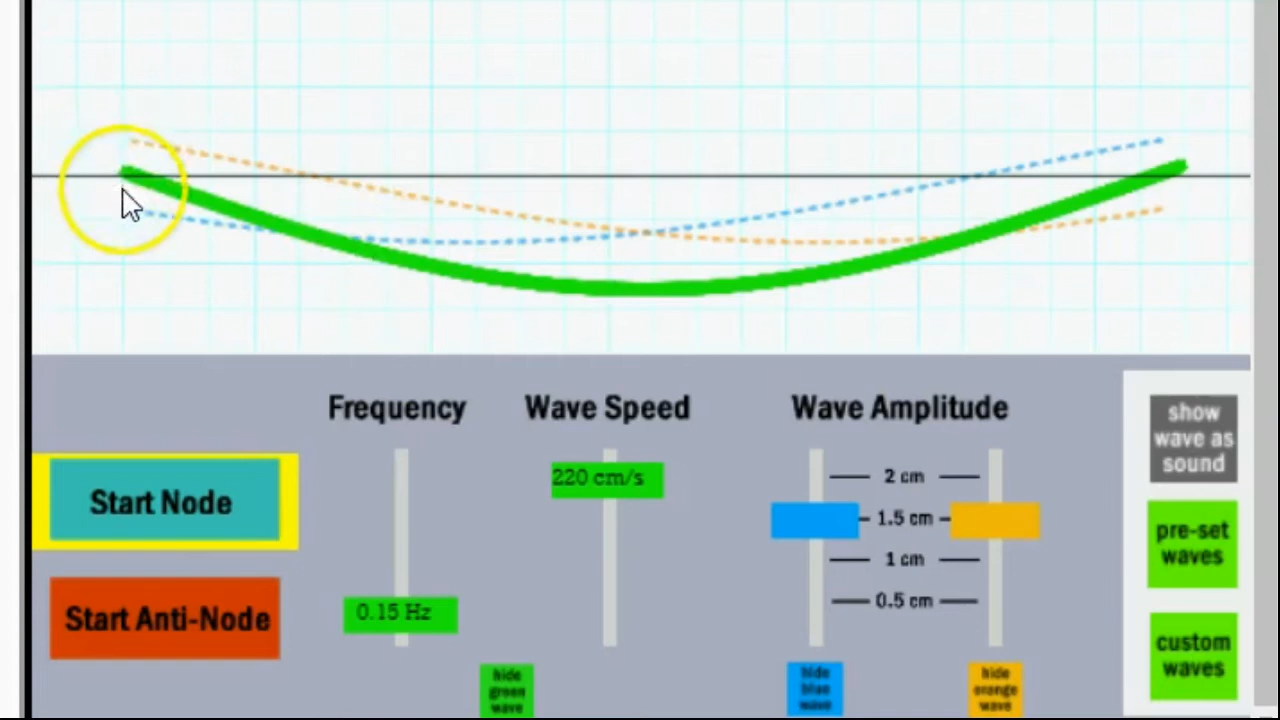 Frequency
Wave Speed
Wave Amplitude
show
wave as
sound
220 cm/s
2 cm
Start Node
1.5 cm
pre-set
waves
1 cm
0.5 cm
0.15 Hz
Start Anti-Node
custom
waves
hide
green
wave
hide
blue
wave
hide
orange
wave